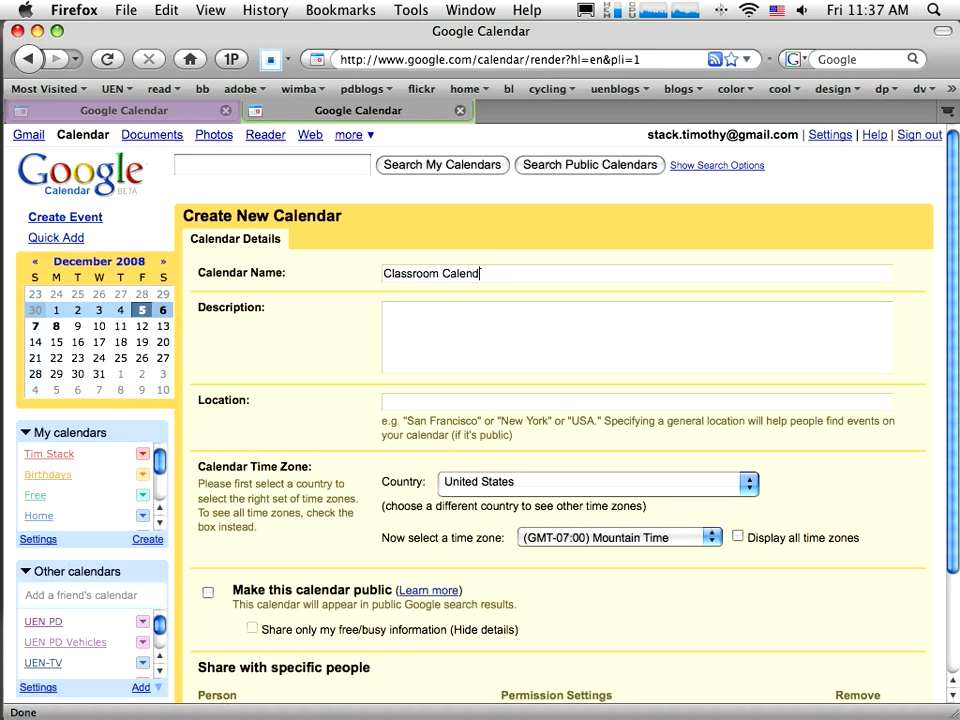 Firefox File Edit View History Bookmarks Tools Window Help Fri 11:37 AM
Google Calendar
1P http://www.google.com/calendar/render?hl=en&pli=1 Google
Most Visited UEN read bb adobe wimba pdblogs flickr home bl cycling uenblogs blogs color cool design dp dv »
Google Calendar Google Calendar
Gmail Calendar Documents Photos Reader Web more ▼ stack.timothy@gmail.com | Settings | Help | Sign out
Google Calendar BETA
Search My Calendars Search Public Calendars Show Search Options
Create Event
Quick Add
« December 2008 »
S M T W T F S
23 24 25 26 27 28 29
30 1 2 3 4 5 6
7 8 9 10 11 12 13
14 15 16 17 18 19 20
21 22 23 24 25 26 27
28 29 30 31 1 2 3
4 5 6 7 8 9 10
My calendars
Tim Stack
Birthdays
Free
Home
Settings Create
Other calendars
Add a friend's calendar
UEN PD
UEN PD Vehicles
UEN-TV
Settings Add
Create New Calendar
Calendar Details
Calendar Name: Classroom Calend
Description:
Location:
e.g. "San Francisco" or "New York" or "USA." Specifying a general location will help people find events on
your calendar (if it's public)
Calendar Time Zone:
Please first select a country to
select the right set of time zones.
To see all time zones, check the
box instead.
Country: United States
(choose a different country to see other time zones)
Now select a time zone: (GMT-07:00) Mountain Time Display all time zones
Make this calendar public (Learn more)
This calendar will appear in public Google search results.
Share only my free/busy information (Hide details)
Share with specific people
Person Permission Settings Remove
Done